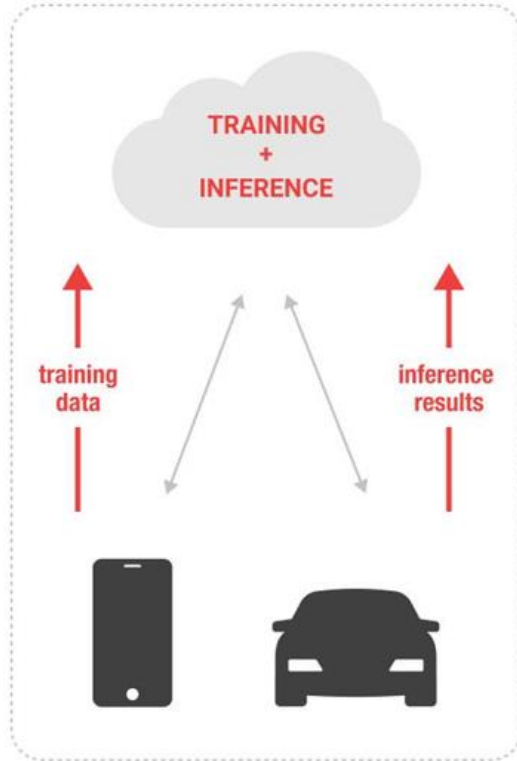 TRAINING
+
INFERENCE
training
data
inference
results